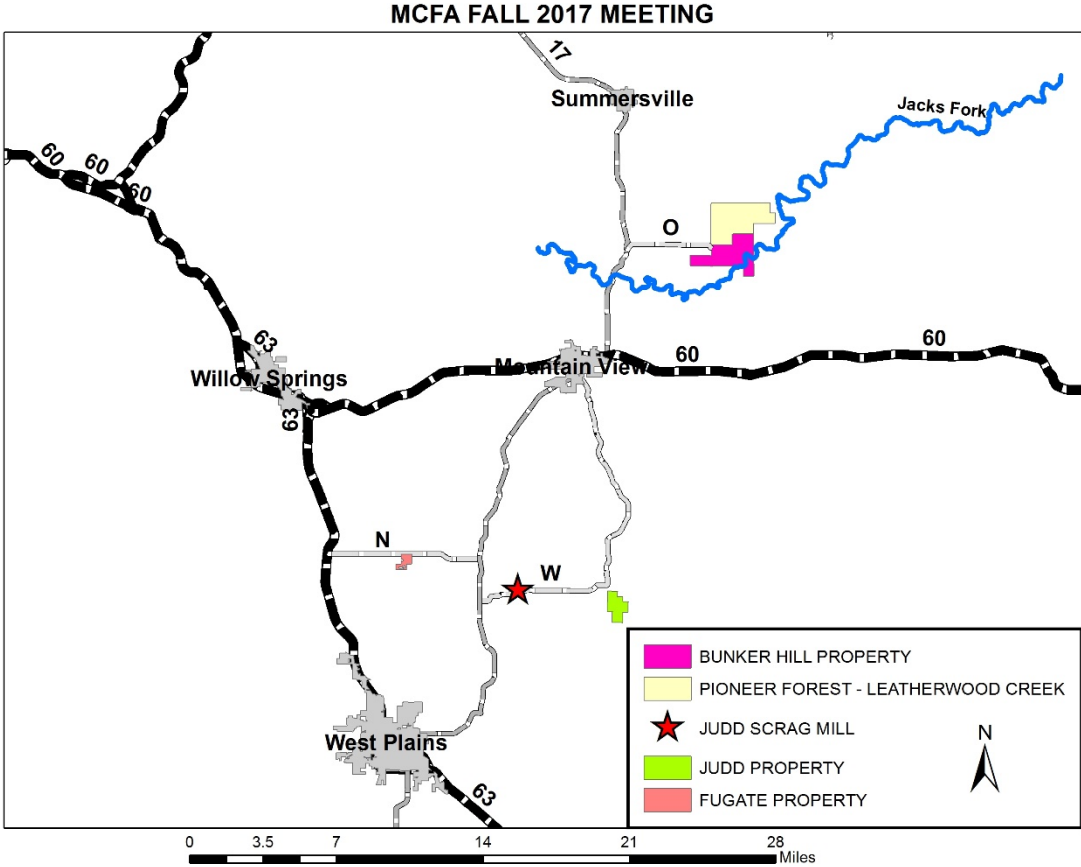 MCFA FALL 2017 MEETING
17
Summersville
Jacks Fork
60
60
60
O
63
Willow Springs
Mountain View
60
60
63
N
W
BUNKER HILL PROPERTY
PIONEER FOREST - LEATHERWOOD CREEK
JUDD SCRAG MILL
N
JUDD PROPERTY
FUGATE PROPERTY
West Plains
63
0 3.5 7 14 21 28
Miles